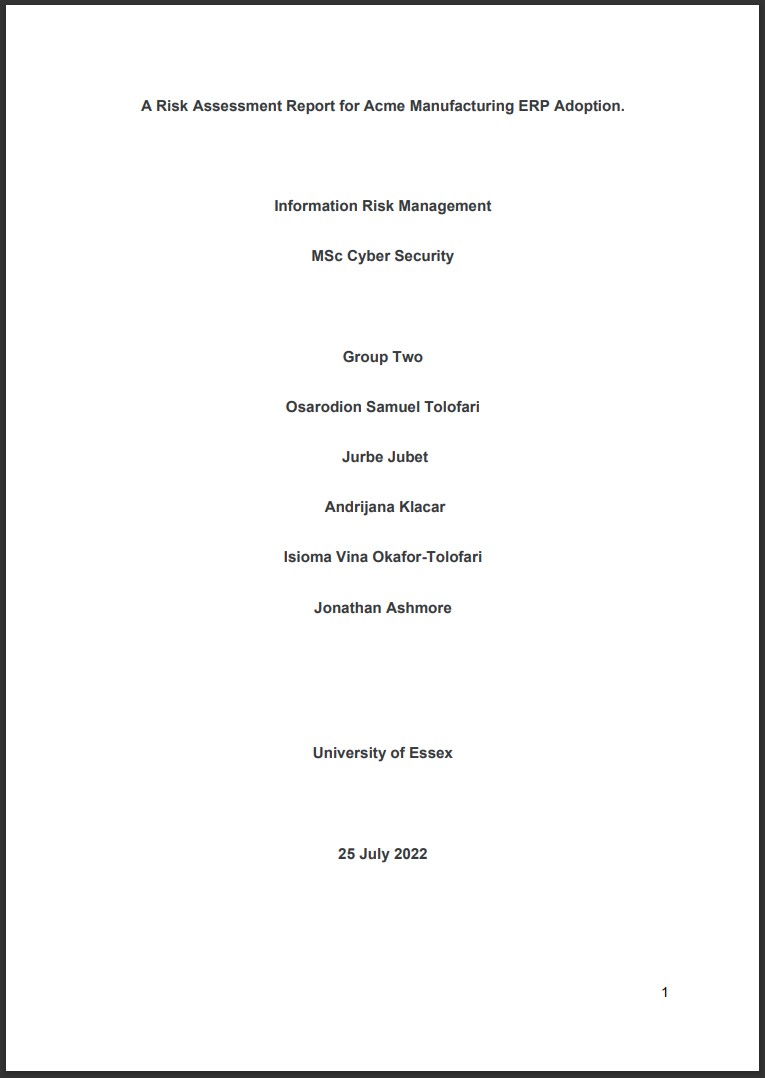 A Risk Assessment Report for Acme Manufacturing ERP Adoption.
Information Risk Management
MSc Cyber Security
Group Two
Osarodion Samuel Tolofari
Jurbe Jubet
Andrijana Klacar
Isioma Vina Okafor-Tolofari
Jonathan Ashmore
University of Essex
25 July 2022
1